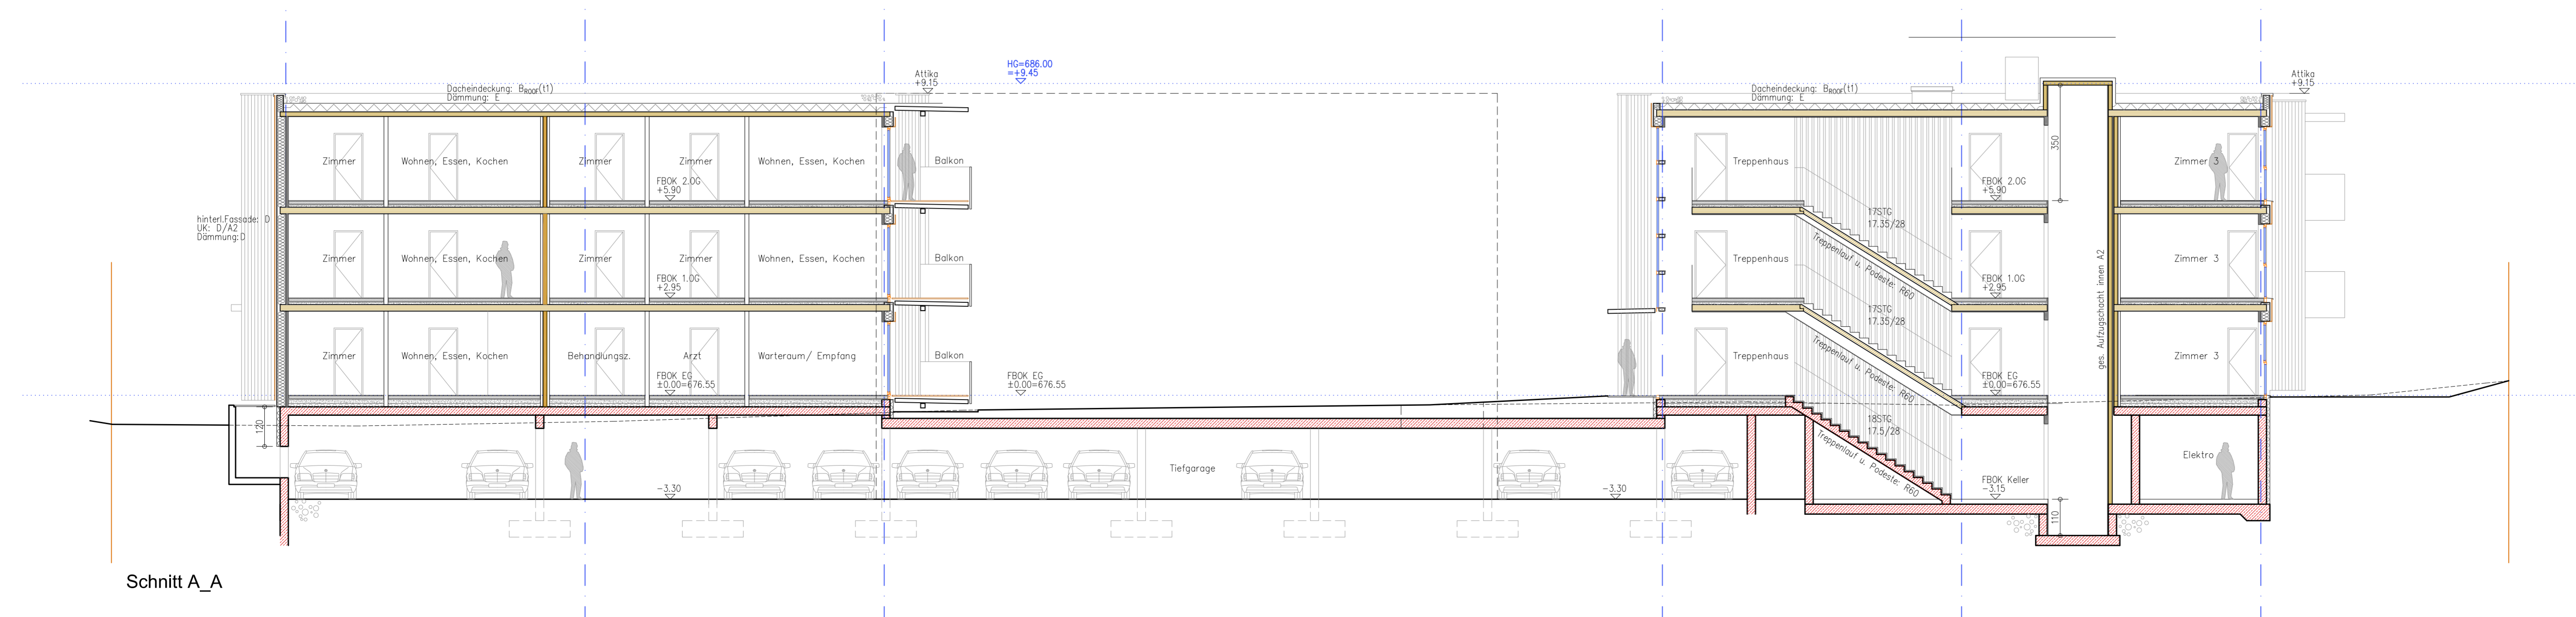 HG=686.00
=+9.45
Attika
+9.15
Attika
+9.15
Dacheindeckung: BROOF(t1)
Dämmung: E
Dacheindeckung: BROOF(t1)
Dämmung: E
Zimmer
Wohnen, Essen, Kochen
Zimmer
Zimmer
Wohnen, Essen, Kochen
Balkon
FBOK 2.OG
+5.90
Treppenhaus
350
FBOK 2.OG
+5.90
Zimmer 3
hinterl.Fassade: D
UK: D/A2
Dämmung:D
17STG
17.35/28
Treppenlauf u. Podeste: R60
Zimmer
Wohnen, Essen, Kochen
Zimmer
Zimmer
Wohnen, Essen, Kochen
Balkon
FBOK 1.OG
+2.95
Treppenhaus
FBOK 1.OG
+2.95
ges. Aufzugschacht innen A2
Zimmer 3
17STG
17.35/28
Treppenlauf u. Podeste: R60
Zimmer
Wohnen, Essen, Kochen
Behandlungsz.
Arzt
Warteraum/ Empfang
Balkon
FBOK EG
±0.00=676.55
FBOK EG
±0.00=676.55
Treppenhaus
FBOK EG
±0.00=676.55
Zimmer 3
120
18STG
17.5/28
Treppenlauf u. Podeste: R60
Tiefgarage
Elektro
-3.30
-3.30
FBOK Keller
-3.15
110
Schnitt A_A